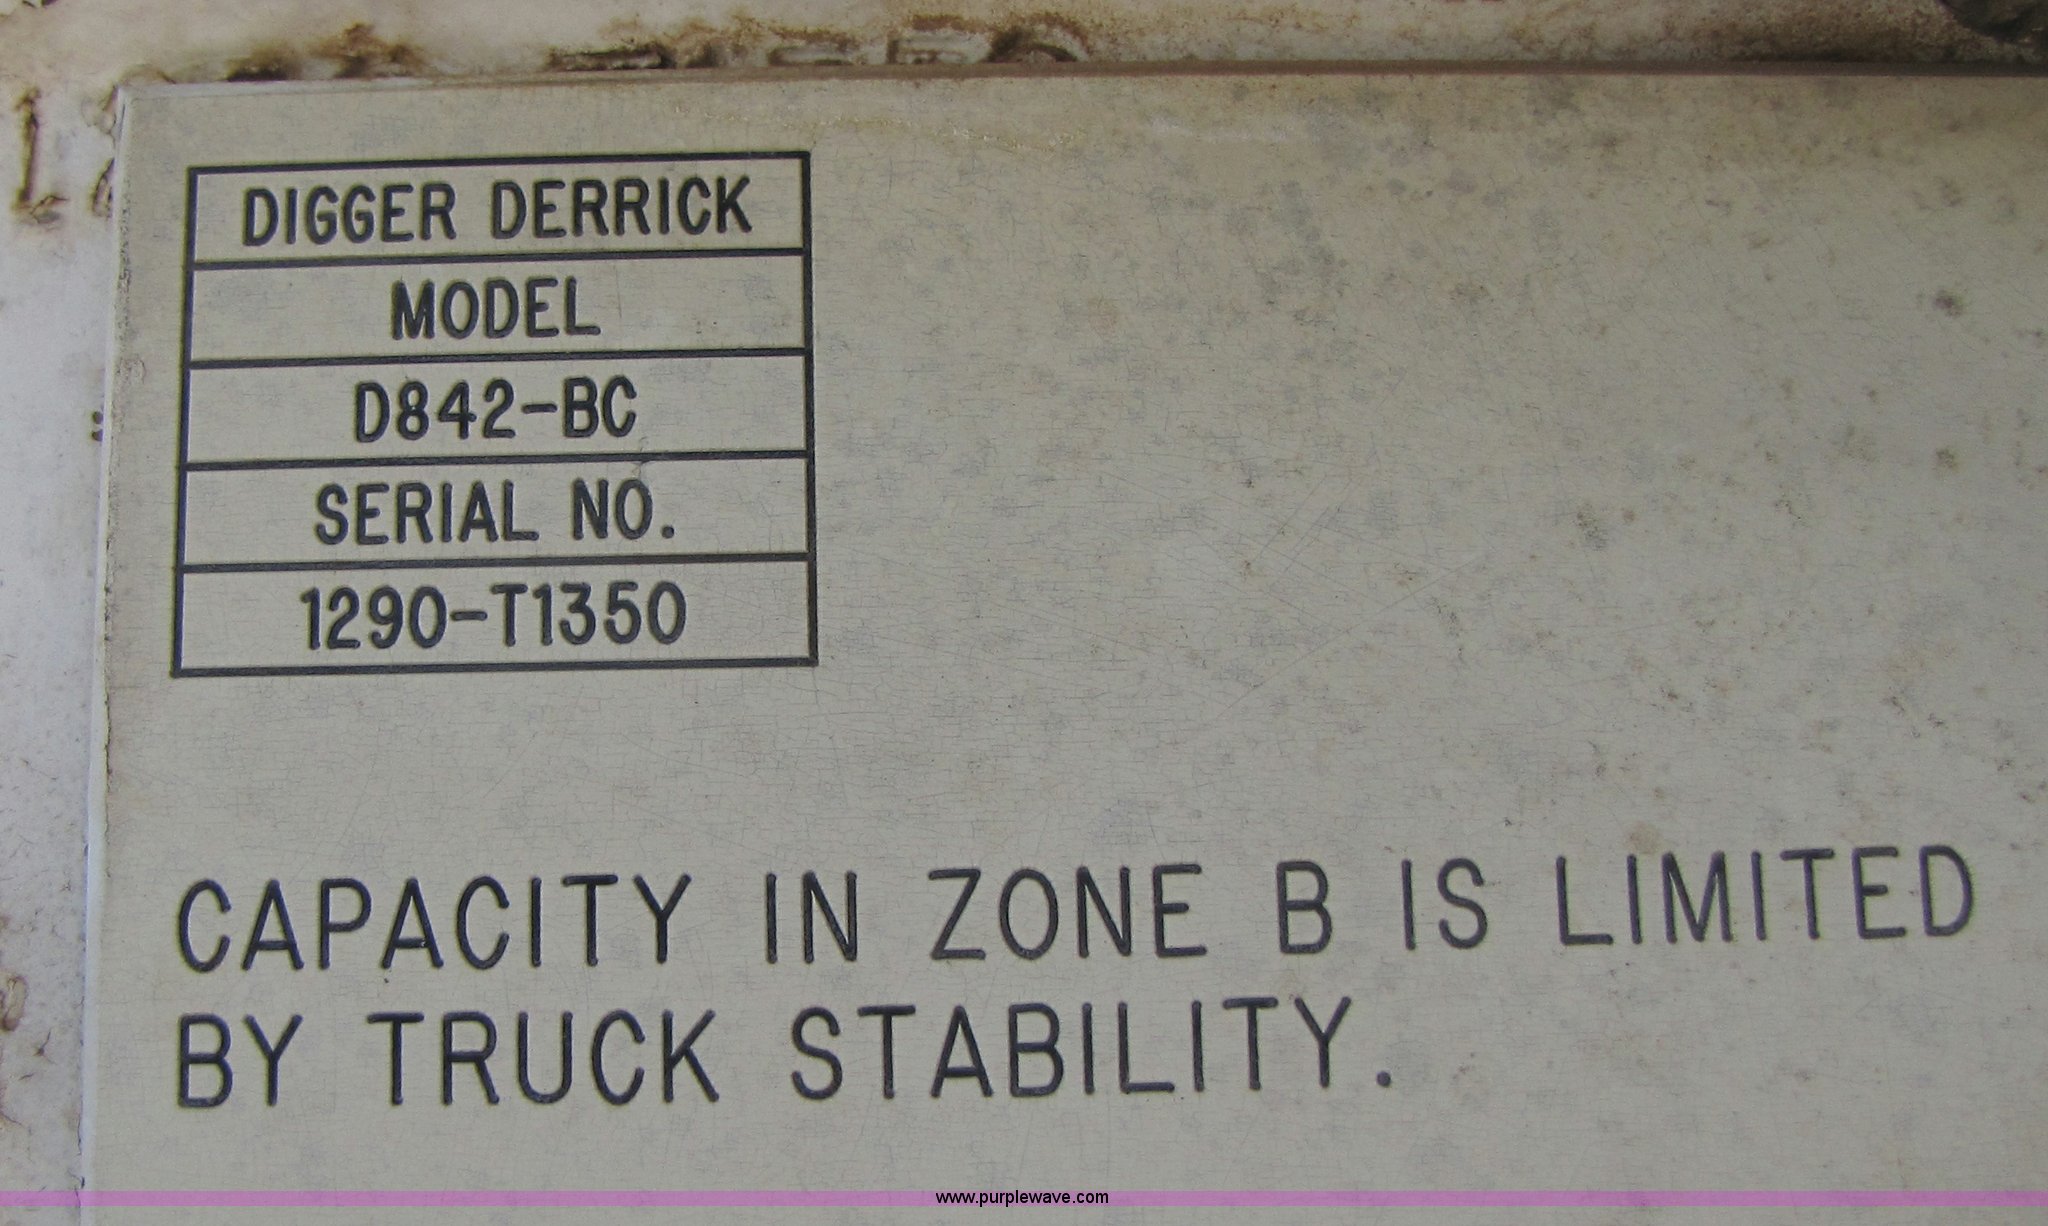 DIGGER DERRICK
MODEL
D842-BC
SERIAL NO.
1290-T1350
CAPACITY IN ZONE B IS LIMITED
BY TRUCK STABILITY.
www.purplewave.com